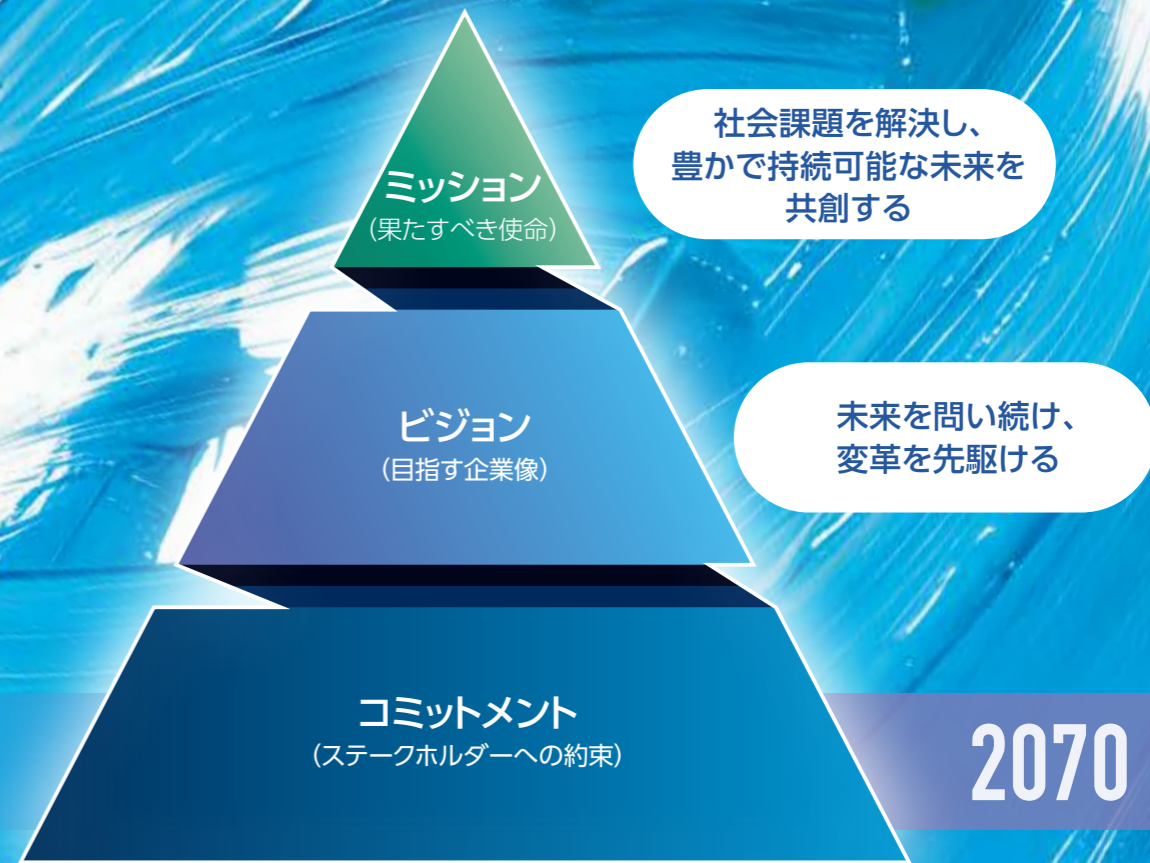 ミッション
(果たすべき使命)
社会課題を解決し、
豊かで持続可能な未来を
共創する
ビジョン
(目指す企業像)
未来を問い続け、
変革を先駆ける
コミットメント
(ステークホルダーへの約束)
2070